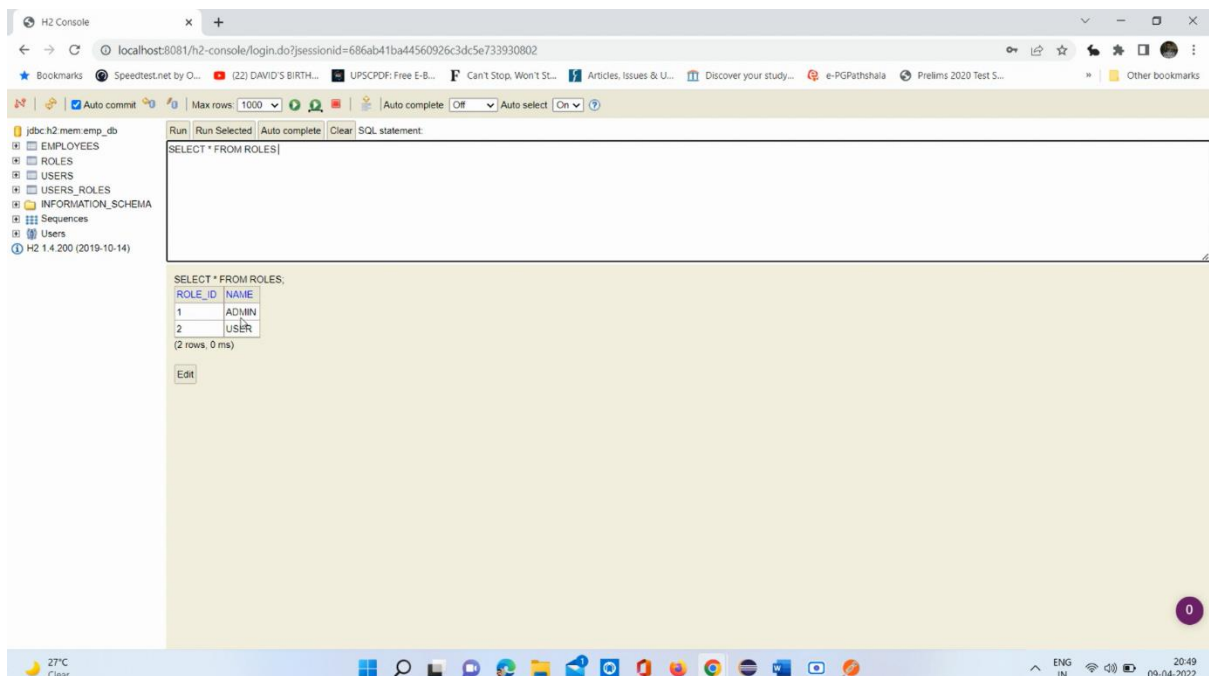 H2 Console
localhost:8081/h2-console/login.do?jsessionid=686ab41ba44560926c3dc5e733930802
Bookmarks Speedtest.net by O... (22) DAVID'S BIRTH... UPSCPDF: Free E-B... Can't Stop, Won't St... Articles, Issues & U... Discover your study... e-PGPathshala Prelims 2020 Test S... » Other bookmarks
Auto commit Max rows: 1000 Auto complete Off Auto select On
jdbc:h2:mem:emp_db
EMPLOYEES
ROLES
USERS
USERS_ROLES
INFORMATION_SCHEMA
Sequences
Users
H2 1.4.200 (2019-10-14)
Run Run Selected Auto complete Clear SQL statement:
SELECT * FROM ROLES
SELECT * FROM ROLES;
ROLE_ID NAME
1 ADMIN
2 USER
(2 rows, 0 ms)
Edit
0
27°C
Clear
ENG
IN
20:49
09-04-2022